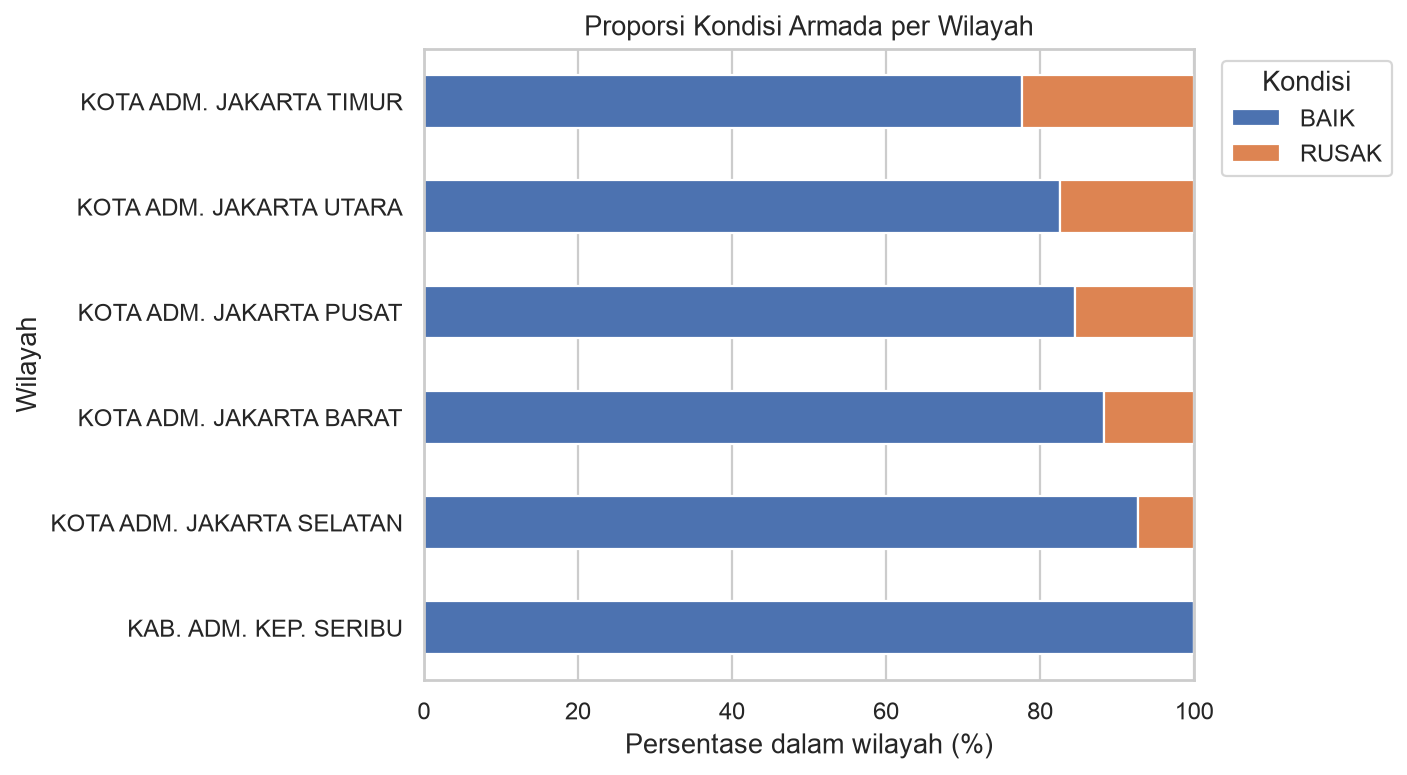 Proporsi Kondisi Armada per Wilayah
Kondisi
BAIK
RUSAK
Wilayah
KOTA ADM. JAKARTA TIMUR
KOTA ADM. JAKARTA UTARA
KOTA ADM. JAKARTA PUSAT
KOTA ADM. JAKARTA BARAT
KOTA ADM. JAKARTA SELATAN
KAB. ADM. KEP. SERIBU
0 20 40 60 80 100
Persentase dalam wilayah (%)